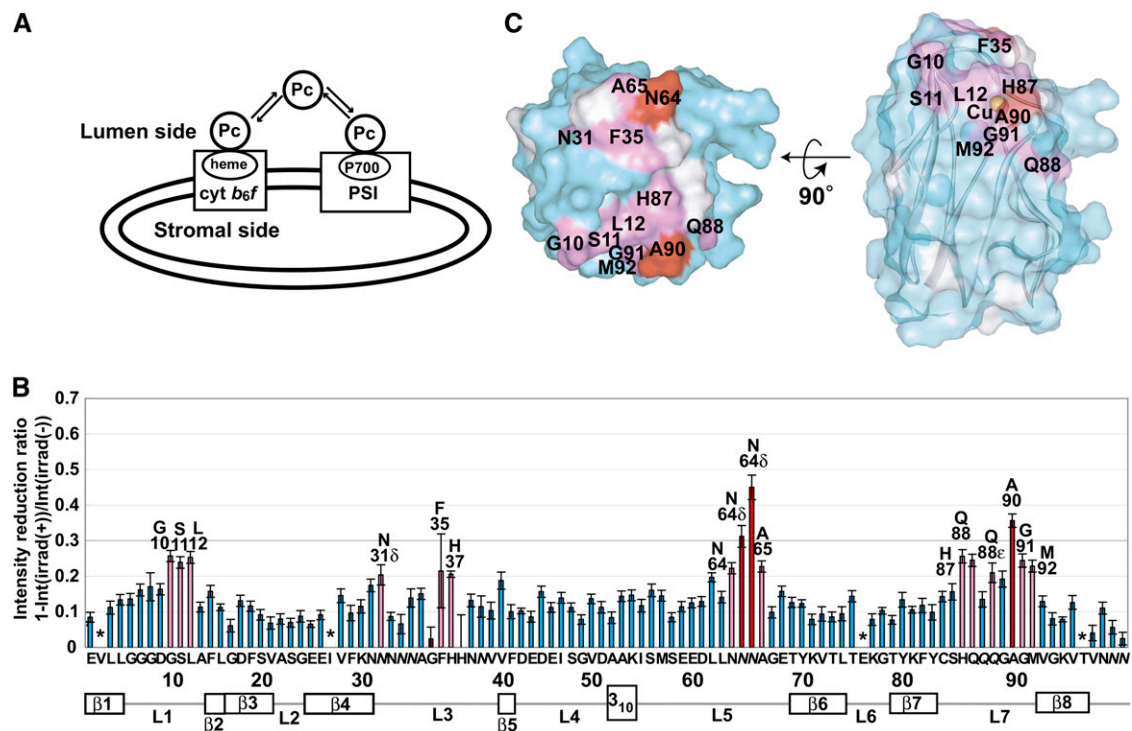 A
Lumen side
Pc
Pc
Pc
heme
P700
cyt b6f
PSI
Stromal side
C
A65
N64
N31
F35
H87
L12
Q88
G10
S11
G91
A90
M92
90°
F35
G10
H87
S11
L12
Cu
A90
G91
M92
Q88
B
Intensity reduction ratio
1-Int(irrad(+))/Int(irrad(-))
0.7
0.6
0.5
0.4
0.3
0.2
0.1
0
G 10
S 11
L 12
N 31δ
F 35
H 37
N 64
N 64δ
N 64δ
A 65
H 87
Q 88
Q 88ε
A 90
G 91
M 92
* * * *
EVLLGGGDGSLAFLGDFSVASGEEIVFKNNNNNAGFHHNNVVFDEDEISGVDAAKISMSEEDLLNNNNAGETYKVTLTEKGTYKFYCSHQQQGAGMVGKVTVNNN
10 20 30 40 50 60 70 80 90
β1 L1 β2 β3 L2 β4 L3 β5 L4 310 L5 β6 L6 β7 L7 β8